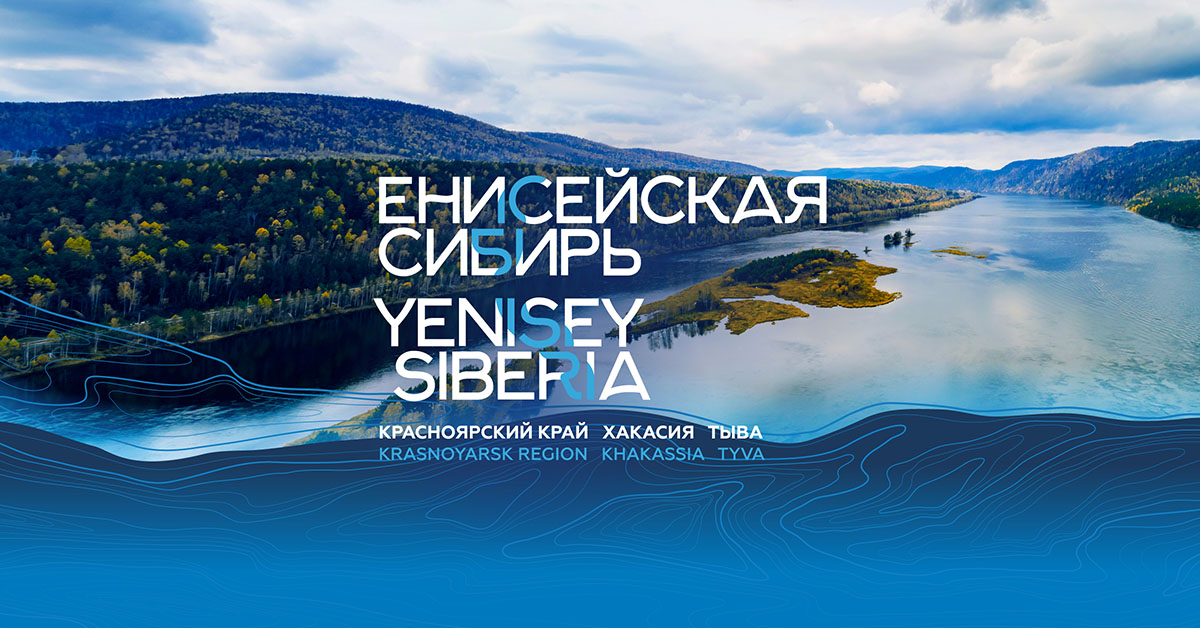 ЕНИСЕЙСКАЯ
СИБИРЬ
YENISEY
SIBERIA
КРАСНОЯРСКИЙ КРАЙ ХАКАСИЯ ТЫВА
KRASNOYARSK REGION KHAKASSIA TYVA